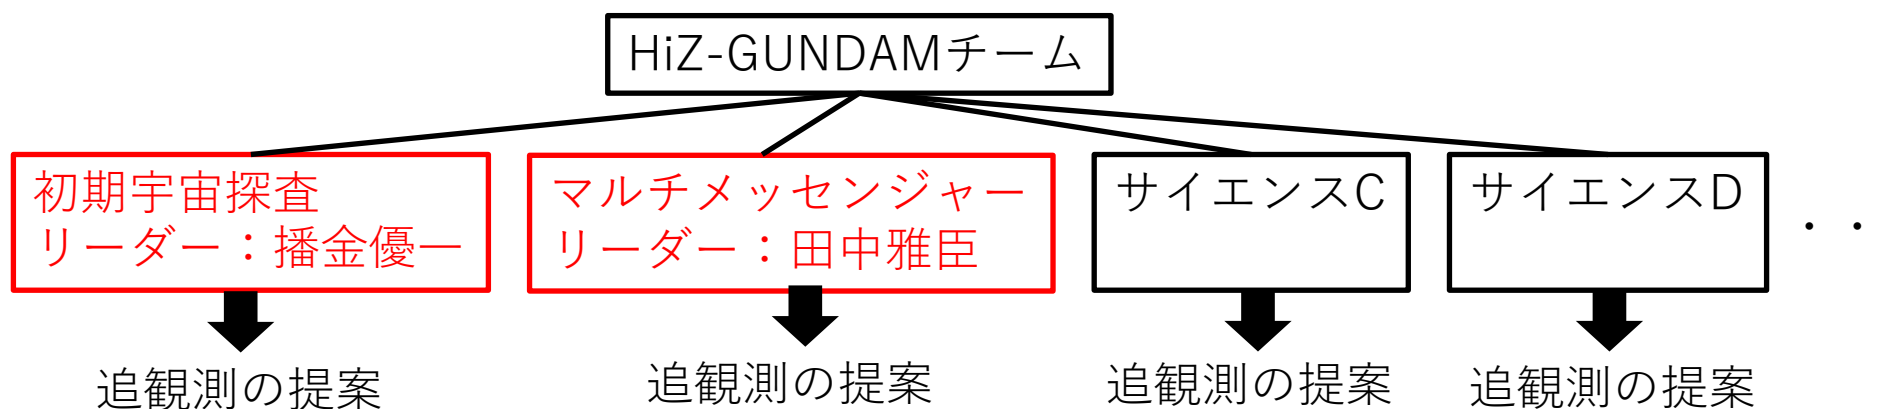 HiZ-GUNDAMチーム
初期宇宙探査
リーダー：播金優一
マルチメッセンジャー
リーダー：田中雅臣
サイエンスC
サイエンスD
・・
追観測の提案
追観測の提案
追観測の提案
追観測の提案